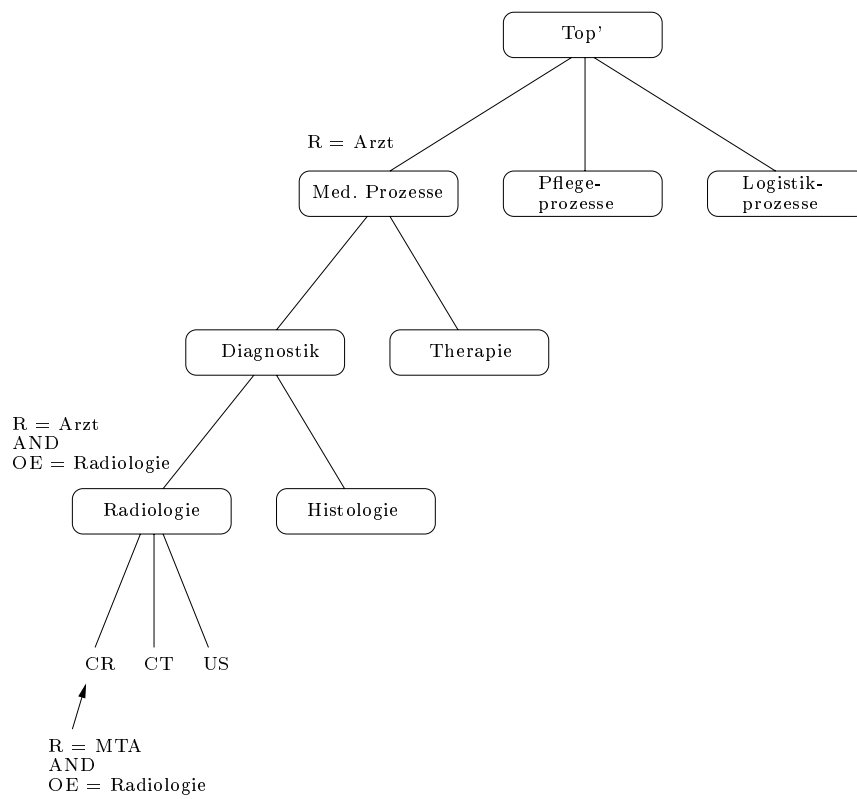 Top'
R = Arzt
Med. Prozesse
Pflege-
prozesse
Logistik-
prozesse
Diagnostik
Therapie
R = Arzt
AND
OE = Radiologie
Radiologie
Histologie
CR
CT
US
R = MTA
AND
OE = Radiologie